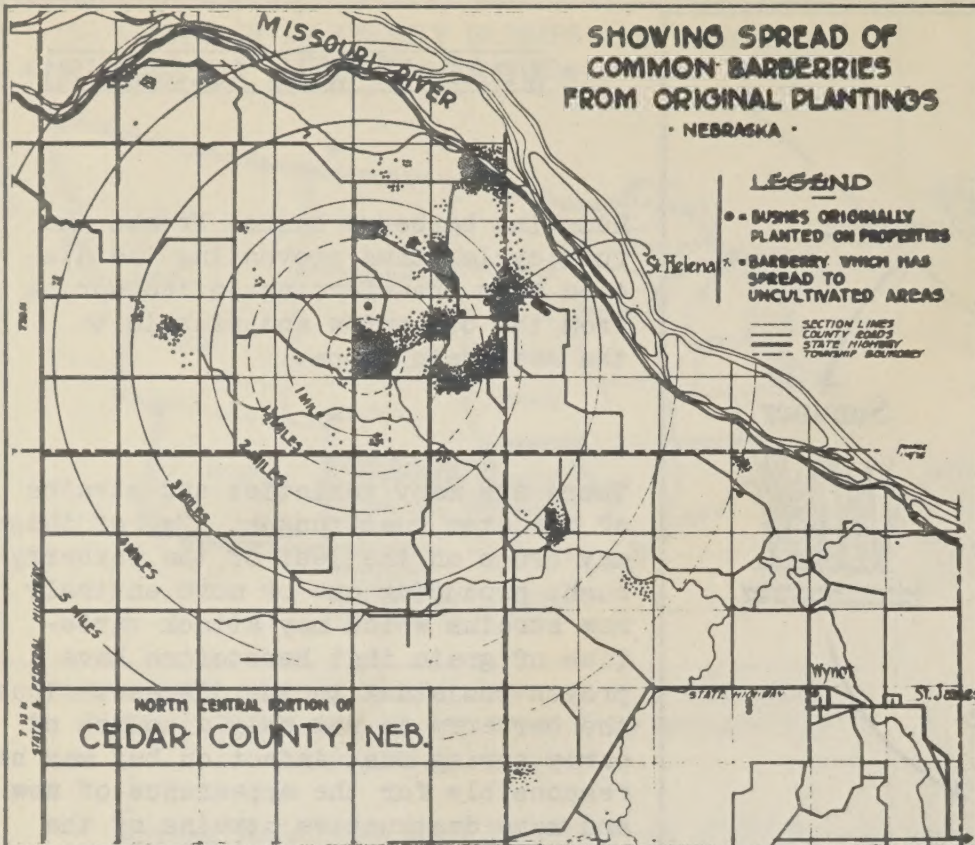 MISSOURI RIVER
SHOWING SPREAD OF
COMMON BARBERRIES
FROM ORIGINAL PLANTINGS
· NEBRASKA ·
LEGEND
• = BUSHES ORIGINALLY
PLANTED ON PROPERTIES
= BARBERRY WHICH HAS
SPREAD TO
UNCULTIVATED AREAS
SECTION LINES
COUNTY ROADS
STATE HIGHWAY
TOWNSHIP BOUNDARY
St. Helena
1 MILE
2 MILES
3 MILES
4 MILES
5 MILES
STATE & FEDERAL HIGHWAY
NORTH CENTRAL PORTION OF
CEDAR COUNTY, NEB.
Wynot
St. James
STATE HIGHWAY